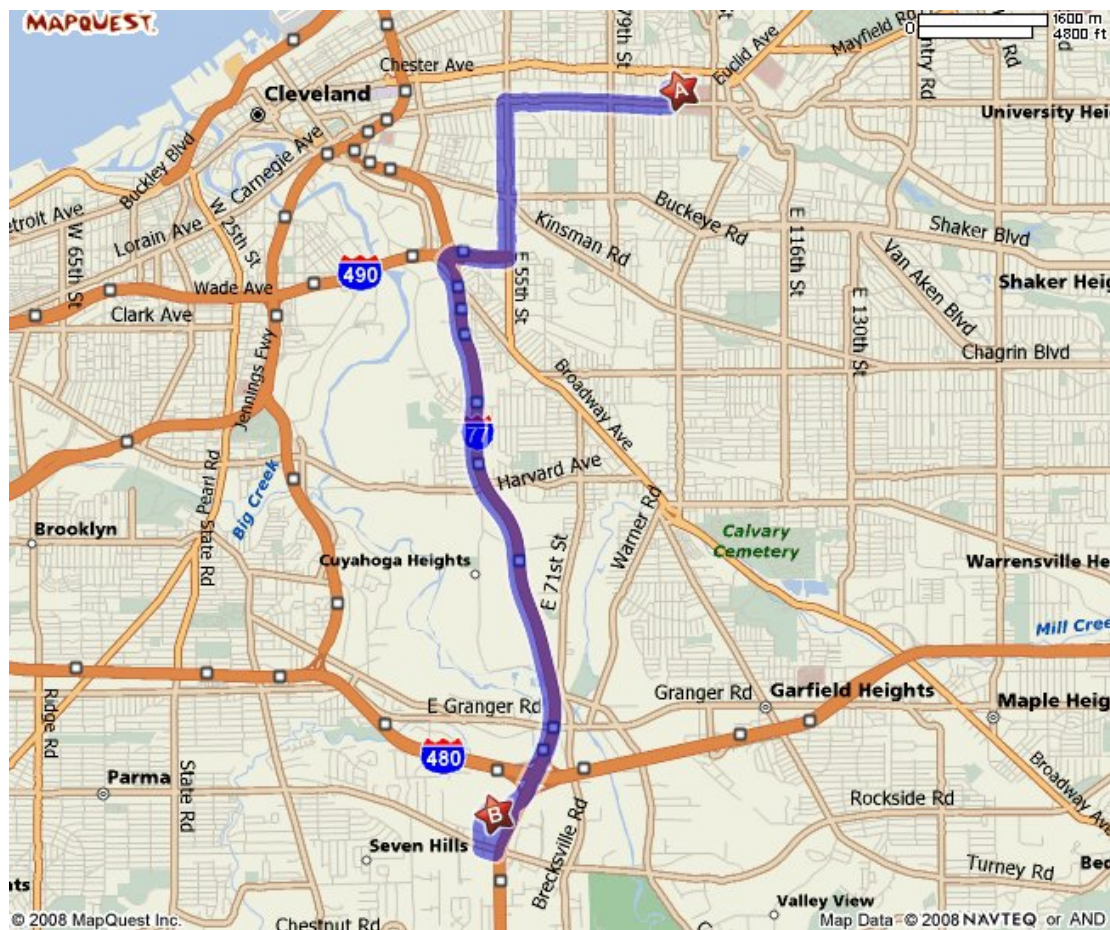 MAPQUEST.
1600 m
0
4800 ft
79th St
Euclid Ave
Mayfield Rd
ntry Rd
Rd
Chester Ave
A
Cleveland
University Hei
Buckley Blvd
Carnegie Ave
etroit Ave
Lorain Ave
W 25th St
W 65th St
Buckeye Rd
Kinsman Rd
E 116th St
Shaker Blvd
Van Aken Blvd
490
E 55th St
Shaker Heig
Wade Ave
Clark Ave
E 130th St
Jennings Fwy
Chagrin Blvd
Broadway Ave
77
Harvard Ave
Pearl Rd
State Rd
Big Creek
Warner Rd
Brooklyn
Calvary
Cemetery
Cuyahoga Heights
E 71st St
Warrensville He
Mill Cree
Ridge Rd
E Granger Rd
Granger Rd
Garfield Heights
Maple Heig
480
Parma
State Rd
Broadway Ave
B
Rockside Rd
Seven Hills
Brecksville Rd
Turney Rd
Bed
ts
Valley View
Chestnut Rd
© 2008 MapQuest Inc.
Map Data © 2008 NAVTEQ or AND